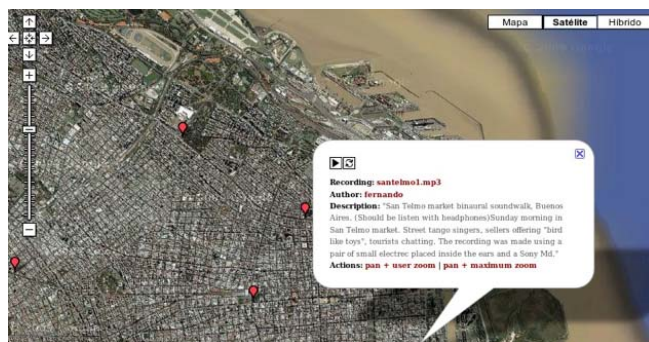 Mapa Satélite Híbrido
Recording: santelmo1.mp3
Author: fernando
Description: "San Telmo market binaural soundwalk, Buenos
Aires. (Should be listen with headphones)Sunday morning in
San Telmo market. Street tango singers, sellers offering "bird
like toys", tourists chatting. The recording was made using a
pair of small electrec placed inside the ears and a Sony Md,"
Actions: pan + user zoom | pan + maximum zoom